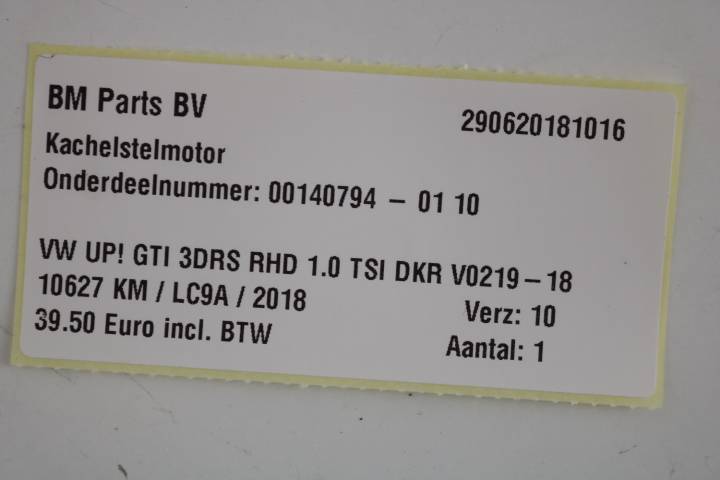 BM Parts BV 290620181016
Kachelstelmotor
Onderdeelnummer: 00140794 – 01 10
VW UP! GTI 3DRS RHD 1.0 TSI DKR V0219 – 18
10627 KM / LC9A / 2018 Verz: 10
39.50 Euro incl. BTW Aantal: 1